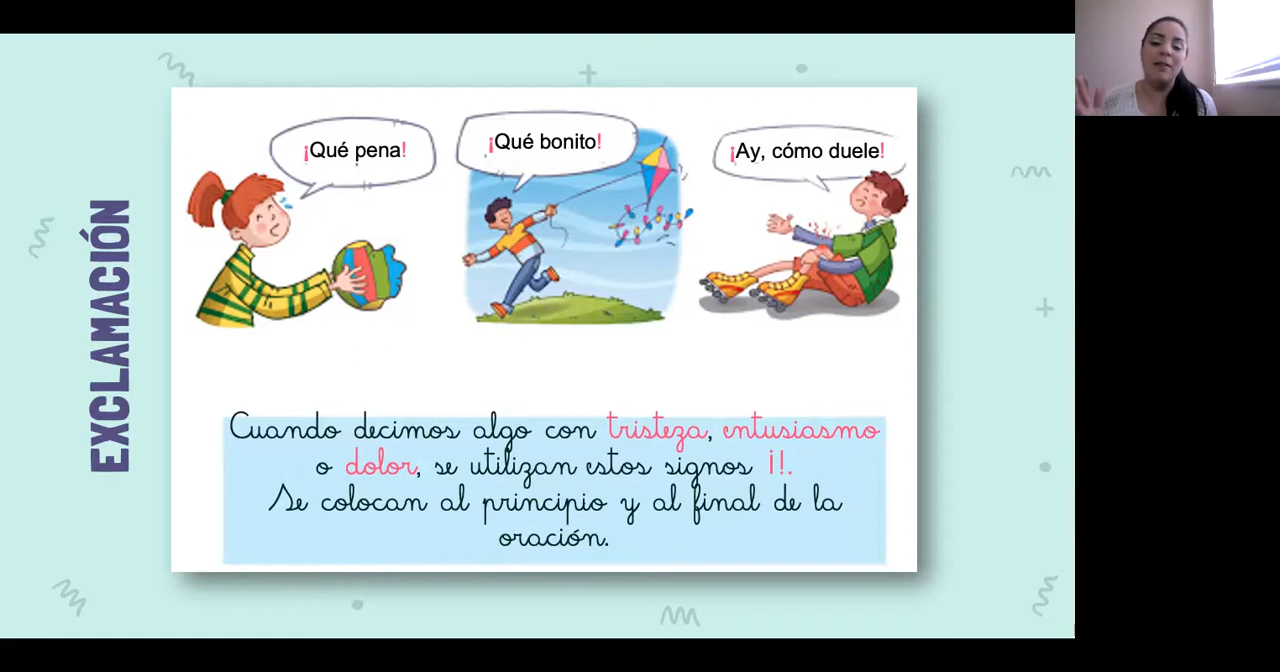 EXCLAMACIÓN
¡Qué pena!
¡Qué bonito!
¡Ay, cómo duele!
Cuando decimos algo con tristeza, entusiasmo
o dolor, se utilizan estos signos ¡!.
Se colocan al principio y al final de la
oración.